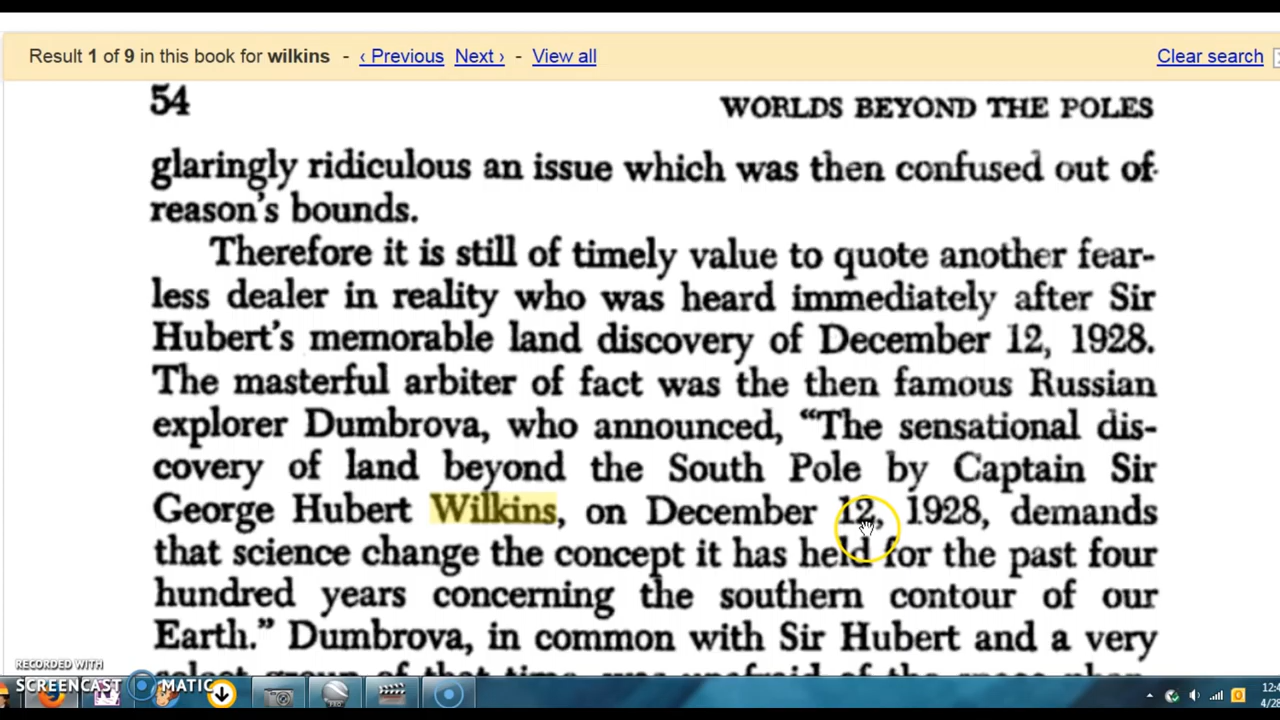 Result 1 of 9 in this book for wilkins - ‹ Previous Next › - View all Clear search
54 WORLDS BEYOND THE POLES
glaringly ridiculous an issue which was then confused out of
reason's bounds.
Therefore it is still of timely value to quote another fear-
less dealer in reality who was heard immediately after Sir
Hubert's memorable land discovery of December 12, 1928.
The masterful arbiter of fact was the then famous Russian
explorer Dumbrova, who announced, “The sensational dis-
covery of land beyond the South Pole by Captain Sir
George Hubert Wilkins, on December 12, 1928, demands
that science change the concept it has held for the past four
hundred years concerning the southern contour of our
Earth.” Dumbrova, in common with Sir Hubert and a very
RECORDED WITH
SCREENCAST MATIC